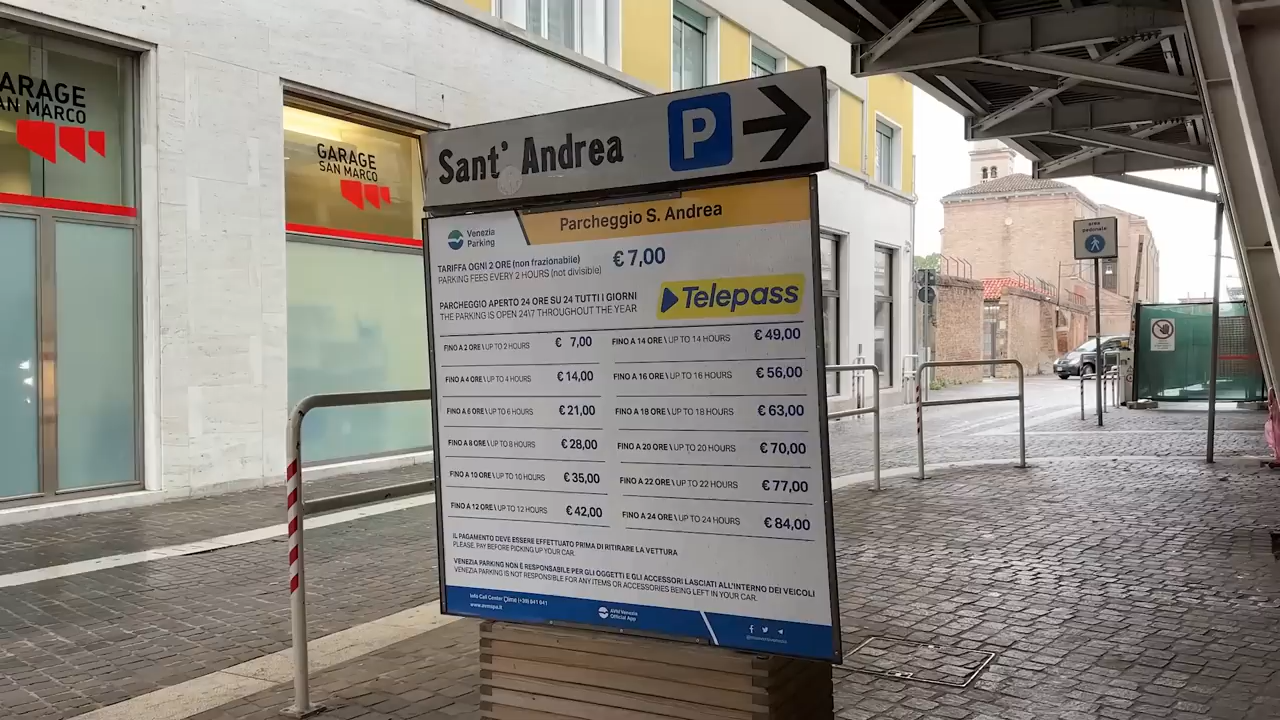 ARAGE
AN MARCO
GARAGE
SAN MARCO
Sant' Andrea P
Venezia
Parking
Parcheggio S. Andrea
TARIFFA OGNI 2 ORE (non frazionabile)
PARKING FEES EVERY 2 HOURS (not divisible)
€ 7,00
PARCHEGGIO APERTO 24 ORE SU 24 TUTTI I GIORNI
THE PARKING IS OPEN 24\7 THROUGHOUT THE YEAR
Telepass
FINO A 2 ORE \ UP TO 2 HOURS € 7,00
FINO A 4 ORE \ UP TO 4 HOURS € 14,00
FINO A 6 ORE \ UP TO 6 HOURS € 21,00
FINO A 8 ORE \ UP TO 8 HOURS € 28,00
FINO A 10 ORE \ UP TO 10 HOURS € 35,00
FINO A 12 ORE \ UP TO 12 HOURS € 42,00
FINO A 14 ORE \ UP TO 14 HOURS € 49,00
FINO A 16 ORE \ UP TO 16 HOURS € 56,00
FINO A 18 ORE \ UP TO 18 HOURS € 63,00
FINO A 20 ORE \ UP TO 20 HOURS € 70,00
FINO A 22 ORE \ UP TO 22 HOURS € 77,00
FINO A 24 ORE \ UP TO 24 HOURS € 84,00
IL PAGAMENTO DEVE ESSERE EFFETTUATO PRIMA DI RITIRARE LA VETTURA
PLEASE, PAY BEFORE PICKING UP YOUR CAR.
VENEZIA PARKING NON È RESPONSABILE PER GLI OGGETTI E GLI ACCESSORI LASCIATI ALL'INTERNO DEI VEICOLI
VENEZIA PARKING IS NOT RESPONSIBLE FOR ANY ITEMS OR ACCESSORIES BEING LEFT IN YOUR CAR.
Info Call Center
www.avmspa.it
AVM Venezia
Official App
area
pedonale